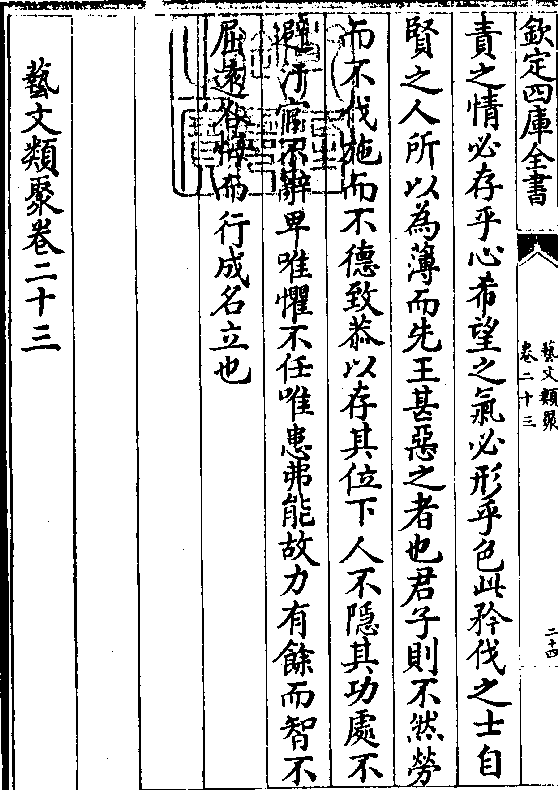 欽定四庫全書
藝文類聚
卷二十三
二十四
責之情必存乎心希望之氣必形乎色此矜伐之士自
賢之人所以為薄而先王甚惡之者也君子則不然勞
而不伐施而不德致恭以存其位下人不隱其功處不
避汙官不辭卑唯懼不任唯患弗能故力有餘而智不
屈遠咎悔而行成名立也
藝文類聚卷二十三